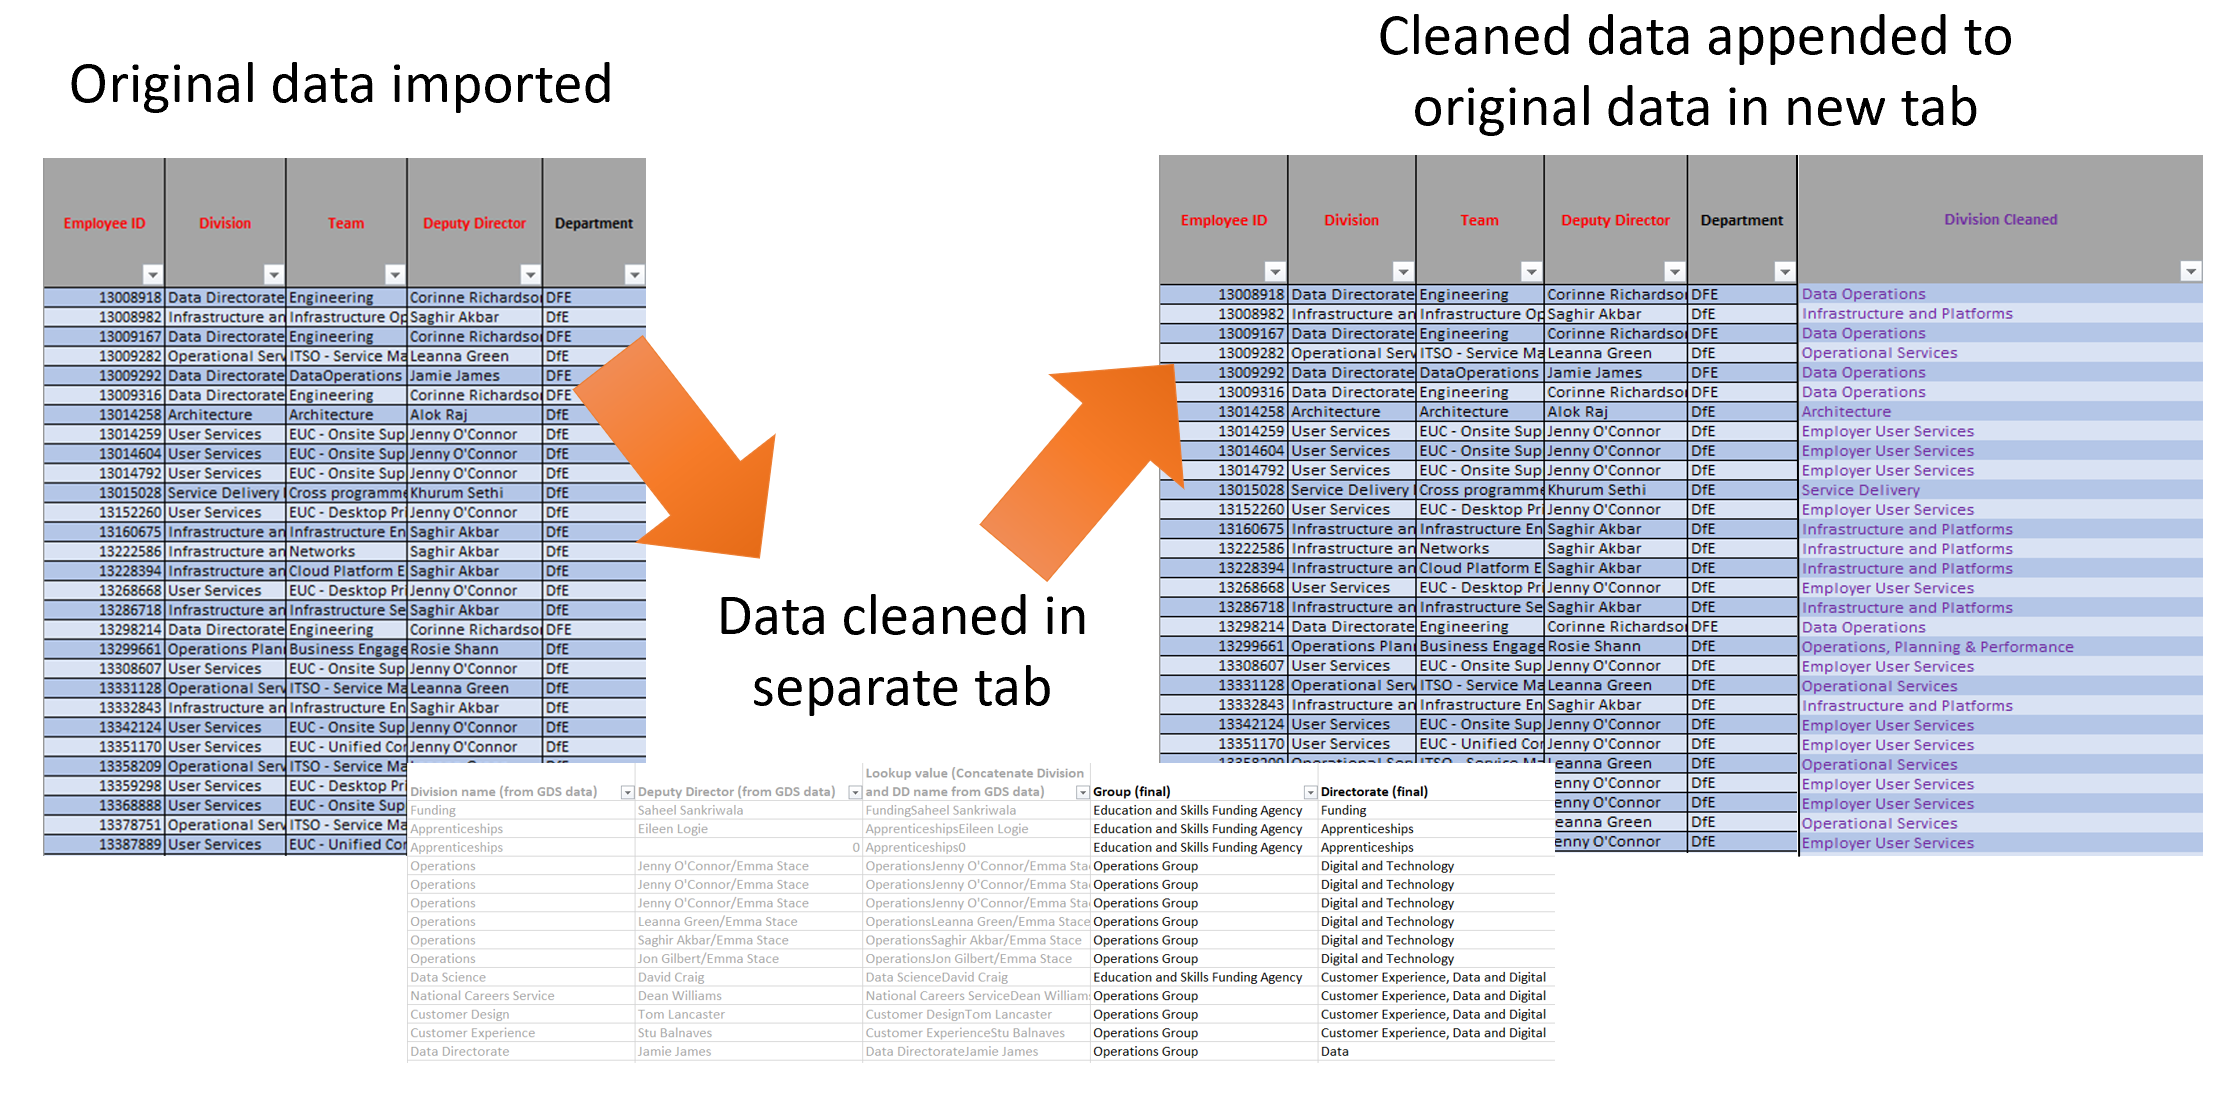 Original data imported
Employee ID Division Team Deputy Director Department
13008918 Data Directorate Engineering Corinne Richardso DFE
13008982 Infrastructure an Infrastructure Op Saghir Akbar DfE
13009167 Data Directorate Engineering Corinne Richardso DFE
13009282 Operational Serv ITSO - Service Ma Leanna Green DfE
13009292 Data Directorate DataOperations Jamie James DFE
13009316 Data Directorate Engineering Corinne Richardso DFE
13014258 Architecture Architecture Alok Raj DfE
13014259 User Services EUC - Onsite Sup Jenny O'Connor DfE
13014604 User Services EUC - Onsite Sup Jenny O'Connor DfE
13014792 User Services EUC - Onsite Sup Jenny O'Connor DfE
13015028 Service Delivery Cross programme Khurum Sethi DfE
13152260 User Services EUC - Desktop Pri Jenny O'Connor DfE
13160675 Infrastructure an Infrastructure En Saghir Akbar DfE
13222586 Infrastructure an Networks Saghir Akbar DfE
13228394 Infrastructure an Cloud Platform E Saghir Akbar DfE
13268668 User Services EUC - Desktop Pri Jenny O'Connor DfE
13286718 Infrastructure an Infrastructure Se Saghir Akbar DfE
13298214 Data Directorate Engineering Corinne Richardso DFE
13299661 Operations Plan Business Engage Rosie Shann DfE
13308607 User Services EUC - Onsite Sup Jenny O'Connor DfE
13331128 Operational Serv ITSO - Service Ma Leanna Green DfE
13332843 Infrastructure an Infrastructure En Saghir Akbar DfE
13342124 User Services EUC - Onsite Sup Jenny O'Connor DfE
13351170 User Services EUC - Unified Cor Jenny O'Connor DfE
13358209 Operational Serv ITSO - Service Ma
13359298 User Services EUC - Desktop Pr
13368888 User Services EUC - Onsite Sup
13378751 Operational Serv ITSO - Service Ma
13387889 User Services EUC - Unified Cor
Data cleaned in
separate tab
Division name (from GDS data) Deputy Director (from GDS data) Lookup value (Concatenate Division and DD name from GDS data) Group (final) Directorate (final)
Funding Saheel Sankriwala FundingSaheel Sankriwala Education and Skills Funding Agency Funding
Apprenticeships Eileen Logie ApprenticeshipsEileen Logie Education and Skills Funding Agency Apprenticeships
Apprenticeships 0 Apprenticeships0 Education and Skills Funding Agency Apprenticeships
Operations Jenny O'Connor/Emma Stace OperationsJenny O'Connor/Emma Sta Operations Group Digital and Technology
Operations Jenny O'Connor/Emma Stace OperationsJenny O'Connor/Emma Sta Operations Group Digital and Technology
Operations Jenny O'Connor/Emma Stace OperationsJenny O'Connor/Emma Sta Operations Group Digital and Technology
Operations Leanna Green/Emma Stace OperationsLeanna Green/Emma Stace Operations Group Digital and Technology
Operations Saghir Akbar/Emma Stace OperationsSaghir Akbar/Emma Stace Operations Group Digital and Technology
Operations Jon Gilbert/Emma Stace OperationsJon Gilbert/Emma Stace Operations Group Digital and Technology
Data Science David Craig Data ScienceDavid Craig Education and Skills Funding Agency Customer Experience, Data and Digital
National Careers Service Dean Williams National Careers ServiceDean William Operations Group Customer Experience, Data and Digital
Customer Design Tom Lancaster Customer DesignTom Lancaster Operations Group Customer Experience, Data and Digital
Customer Experience Stu Balnaves Customer ExperienceStu Balnaves Operations Group Customer Experience, Data and Digital
Data Directorate Jamie James Data DirectorateJamie James Operations Group Data
Cleaned data appended to
original data in new tab
Employee ID Division Team Deputy Director Department Division Cleaned
13008918 Data Directorate Engineering Corinne Richardso DFE Data Operations
13008982 Infrastructure an Infrastructure Op Saghir Akbar DfE Infrastructure and Platforms
13009167 Data Directorate Engineering Corinne Richardso DFE Data Operations
13009282 Operational Serv ITSO - Service Ma Leanna Green DfE Operational Services
13009292 Data Directorate DataOperations Jamie James DFE Data Operations
13009316 Data Directorate Engineering Corinne Richardso DFE Data Operations
13014258 Architecture Architecture Alok Raj DfE Architecture
13014259 User Services EUC - Onsite Sup Jenny O'Connor DfE Employer User Services
13014604 User Services EUC - Onsite Sup Jenny O'Connor DfE Employer User Services
13014792 User Services EUC - Onsite Sup Jenny O'Connor DfE Employer User Services
13015028 Service Delivery Cross programme Khurum Sethi DfE Service Delivery
13152260 User Services EUC - Desktop Pri Jenny O'Connor DfE Employer User Services
13160675 Infrastructure an Infrastructure En Saghir Akbar DfE Infrastructure and Platforms
13222586 Infrastructure an Networks Saghir Akbar DfE Infrastructure and Platforms
13228394 Infrastructure an Cloud Platform E Saghir Akbar DfE Infrastructure and Platforms
13268668 User Services EUC - Desktop Pri Jenny O'Connor DfE Employer User Services
13286718 Infrastructure an Infrastructure Se Saghir Akbar DfE Infrastructure and Platforms
13298214 Data Directorate Engineering Corinne Richardso DFE Data Operations
13299661 Operations Plan Business Engage Rosie Shann DfE Operations, Planning & Performance
13308607 User Services EUC - Onsite Sup Jenny O'Connor DfE Employer User Services
13331128 Operational Serv ITSO - Service Ma Leanna Green DfE Operational Services
13332843 Infrastructure an Infrastructure En Saghir Akbar DfE Infrastructure and Platforms
13342124 User Services EUC - Onsite Sup Jenny O'Connor DfE Employer User Services
13351170 User Services EUC - Unified Cor Jenny O'Connor DfE Employer User Services
Leanna Green DfE Operational Services
enny O'Connor DfE Employer User Services
enny O'Connor DfE Employer User Services
eanna Green DfE Operational Services
enny O'Connor DfE Employer User Services